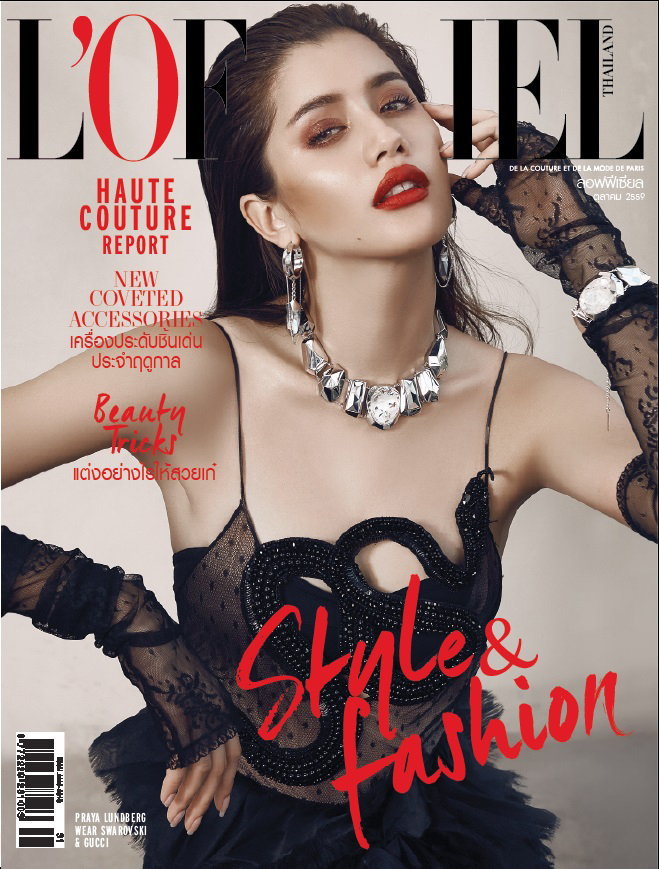 L'OF IEL
THAILAND
DE LA COUTURE ET DE LA MODE DE PARIS
ลอฟฟีเซียล
ตุลาคม 2559
HAUTE
COUTURE
REPORT
NEW
COVETED
ACCESSORIES
เครื่องประดับชิ้นเด่น
ประจำฤดูกาล
Beauty
Tricks
แต่งอย่างไรให้สวยเก๋
Style &
fashion
PRAYA LUNDBERG
WEAR SWAROVSKI
& GUCCI